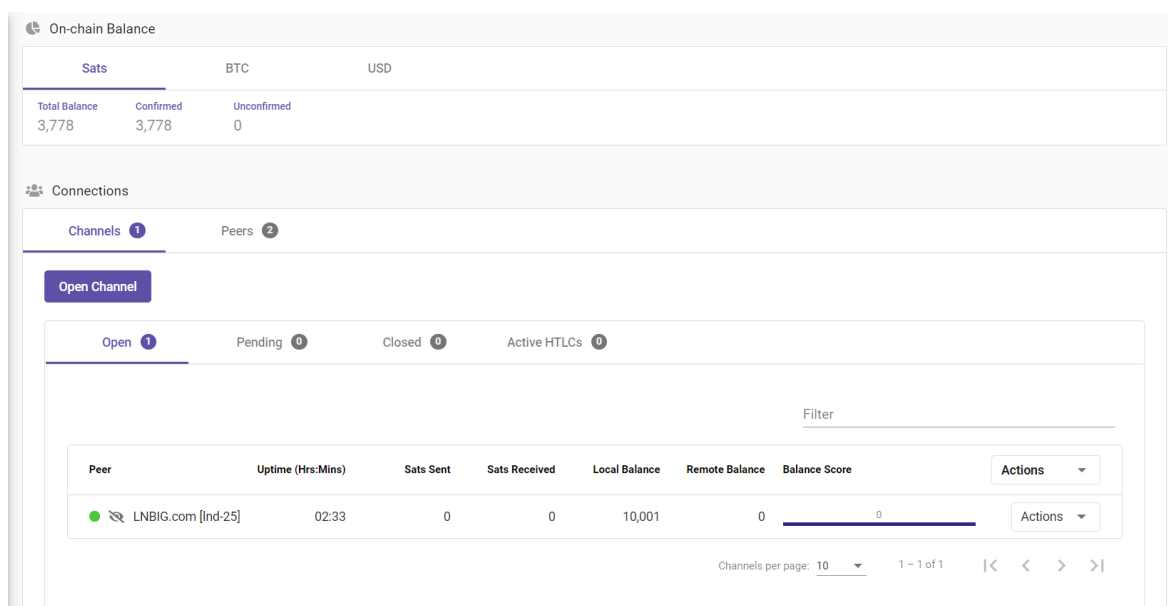 On-chain Balance
Sats BTC USD
Total Balance Confirmed Unconfirmed
3,778 3,778 0
Connections
Channels 1 Peers 2
Open Channel
Open 1 Pending 0 Closed 0 Active HTLCs 0
Filter
Peer Uptime (Hrs:Mins) Sats Sent Sats Received Local Balance Remote Balance Balance Score Actions
LNBIG.com [Ind-25] 02:33 0 0 10,001 0 0 Actions
Channels per page: 10 1 – 1 of 1